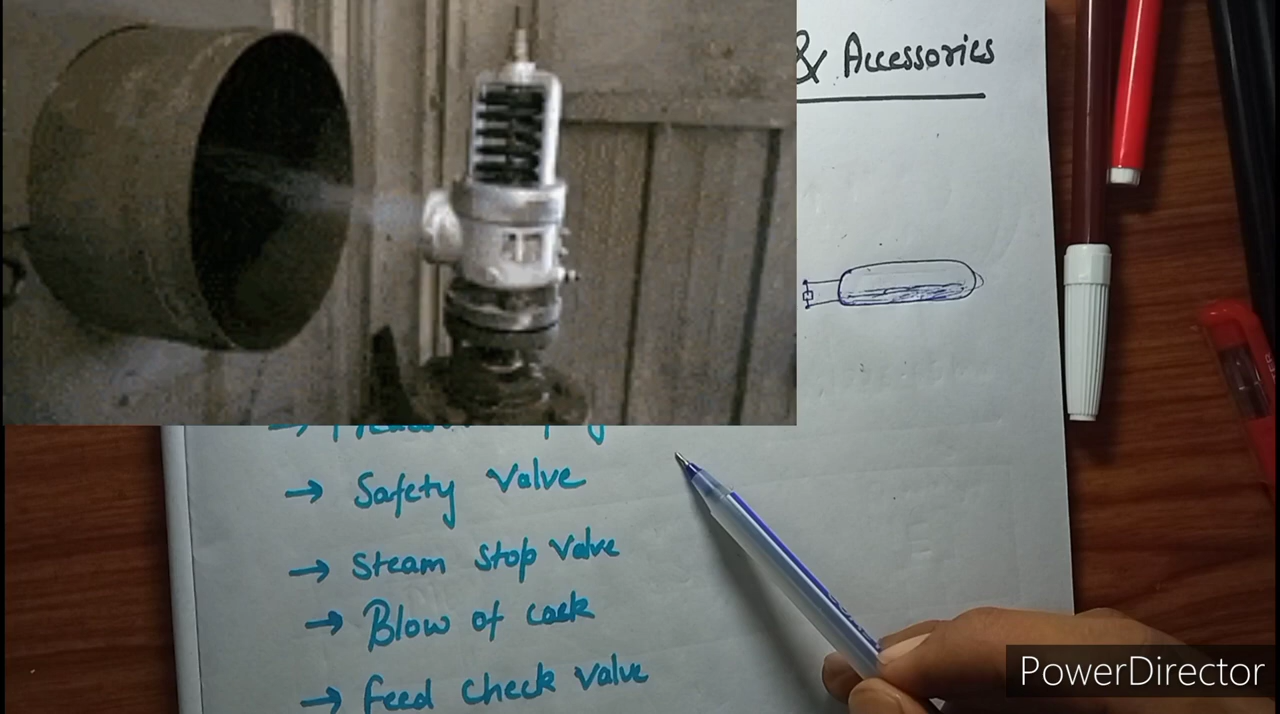 & Accessories
→ Safety Valve
→ Steam Stop Valve
→ Blow of cock
→ Feed Check Valve
PowerDirector